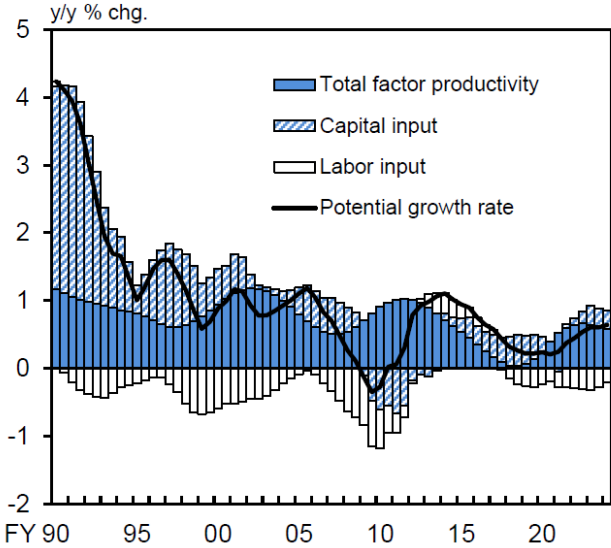 y/y % chg.
5
4
3
2
1
0
-1
-2
Total factor productivity
Capital input
Labor input
Potential growth rate
FY 90 95 00 05 10 15 20